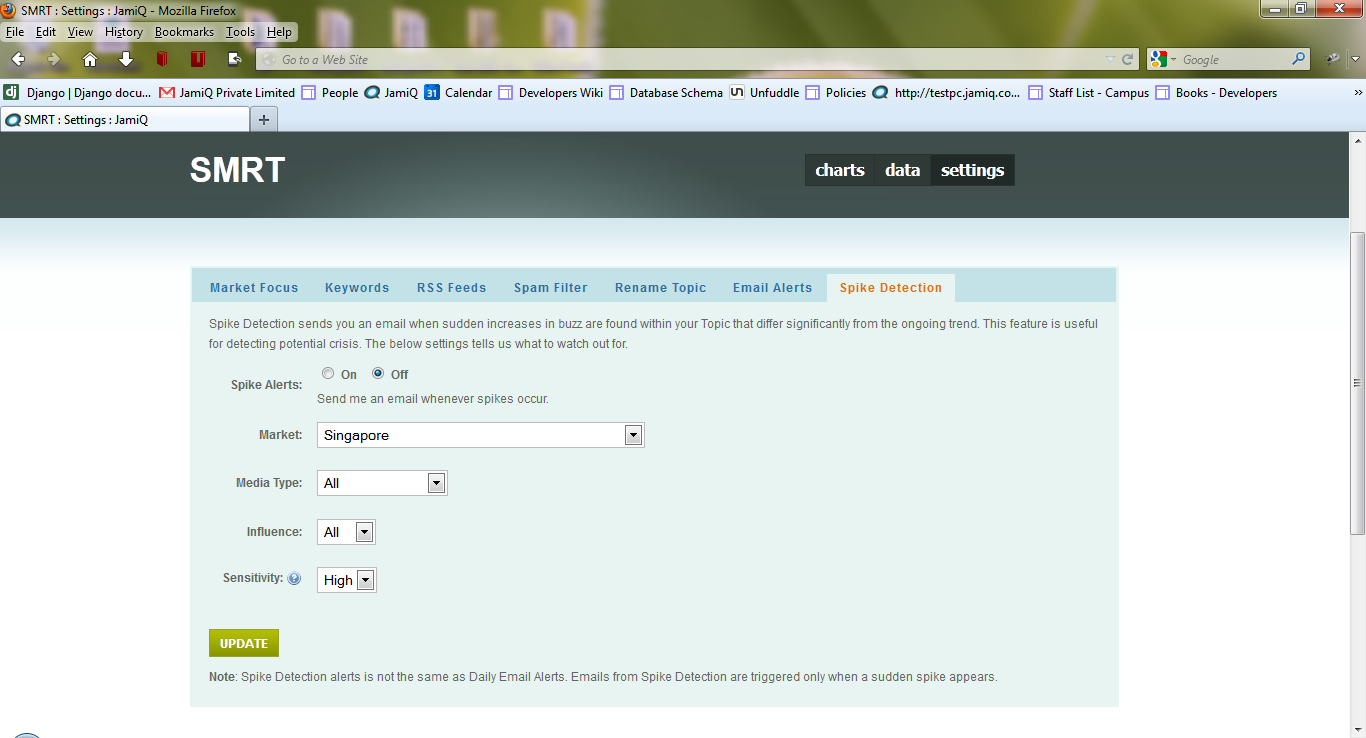 SMRT : Settings : JamiQ - Mozilla Firefox
File Edit View History Bookmarks Tools Help
Go to a Web Site
Google
Django | Django docu... JamiQ Private Limited People JamiQ 31 Calendar Developers Wiki Database Schema Unfuddle Policies http://testpc.jamiq.co... Staff List - Campus Books - Developers
SMRT : Settings : JamiQ
SMRT
charts data settings
Market Focus Keywords RSS Feeds Spam Filter Rename Topic Email Alerts Spike Detection
Spike Detection sends you an email when sudden increases in buzz are found within your Topic that differ significantly from the ongoing trend. This feature is useful
for detecting potential crisis. The below settings tells us what to watch out for.
Spike Alerts: On Off
Send me an email whenever spikes occur.
Market: Singapore
Media Type: All
Influence: All
Sensitivity: ? High
UPDATE
Note: Spike Detection alerts is not the same as Daily Email Alerts. Emails from Spike Detection are triggered only when a sudden spike appears.